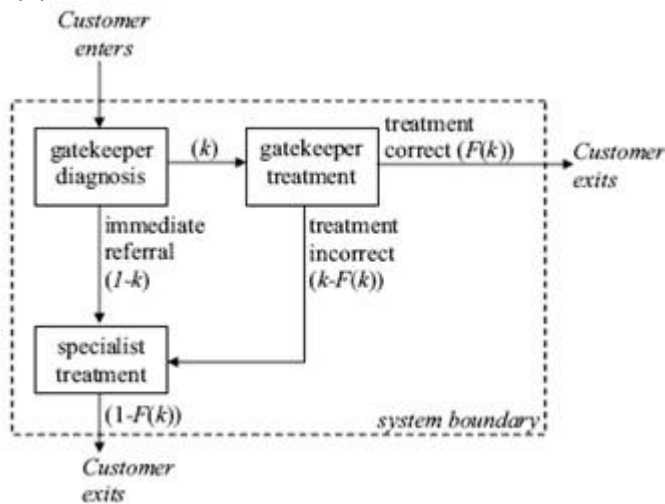 Customer
enters
gatekeeper
diagnosis
(k)
gatekeeper
treatment
treatment
correct (F(k))
Customer
exits
immediate
referral
(1-k)
treatment
incorrect
(k-F(k))
specialist
treatment
(1-F(k))
system boundary
Customer
exits